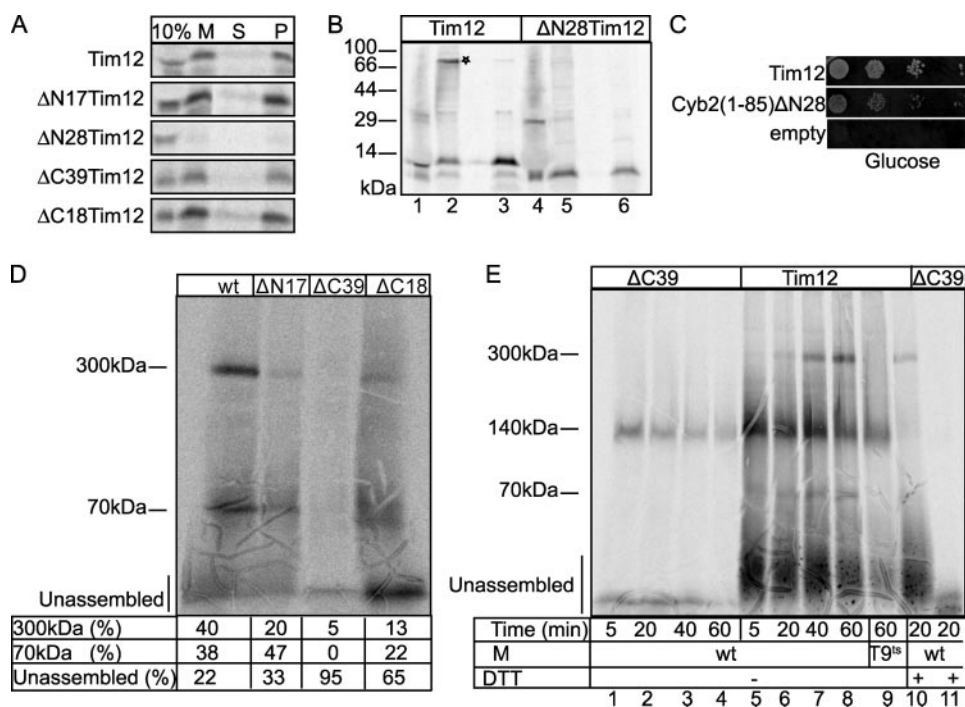 A
10% M S P
Tim12
ΔN17Tim12
ΔN28Tim12
ΔC39Tim12
ΔC18Tim12
B
Tim12 ΔN28Tim12
100
66
44
29
14
kDa
1 2 3 4 5 6
C
Tim12
Cyb2(1-85)ΔN28
empty
Glucose
D
wt ΔN17 ΔC39 ΔC18
300kDa
70kDa
Unassembled
300kDa (%) 40 20 5 13
70kDa (%) 38 47 0 22
Unassembled (%) 22 33 95 65
E
ΔC39 Tim12 ΔC39
300kDa
140kDa
70kDa
Unassembled
Time (min) 5 20 40 60 5 20 40 60 60 20 20
M wt T9ts wt
DTT - + +
1 2 3 4 5 6 7 8 9 10 11